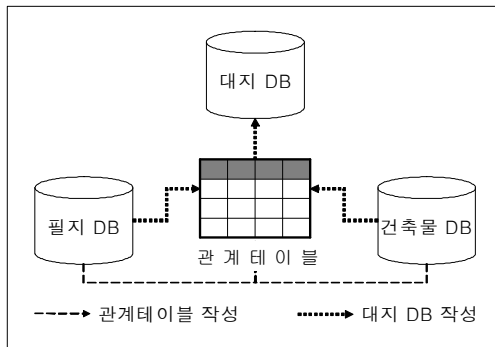 대지 DB
필지 DB
건축물 DB
관 계 테 이 블
관계테이블 작성
대지 DB 작성